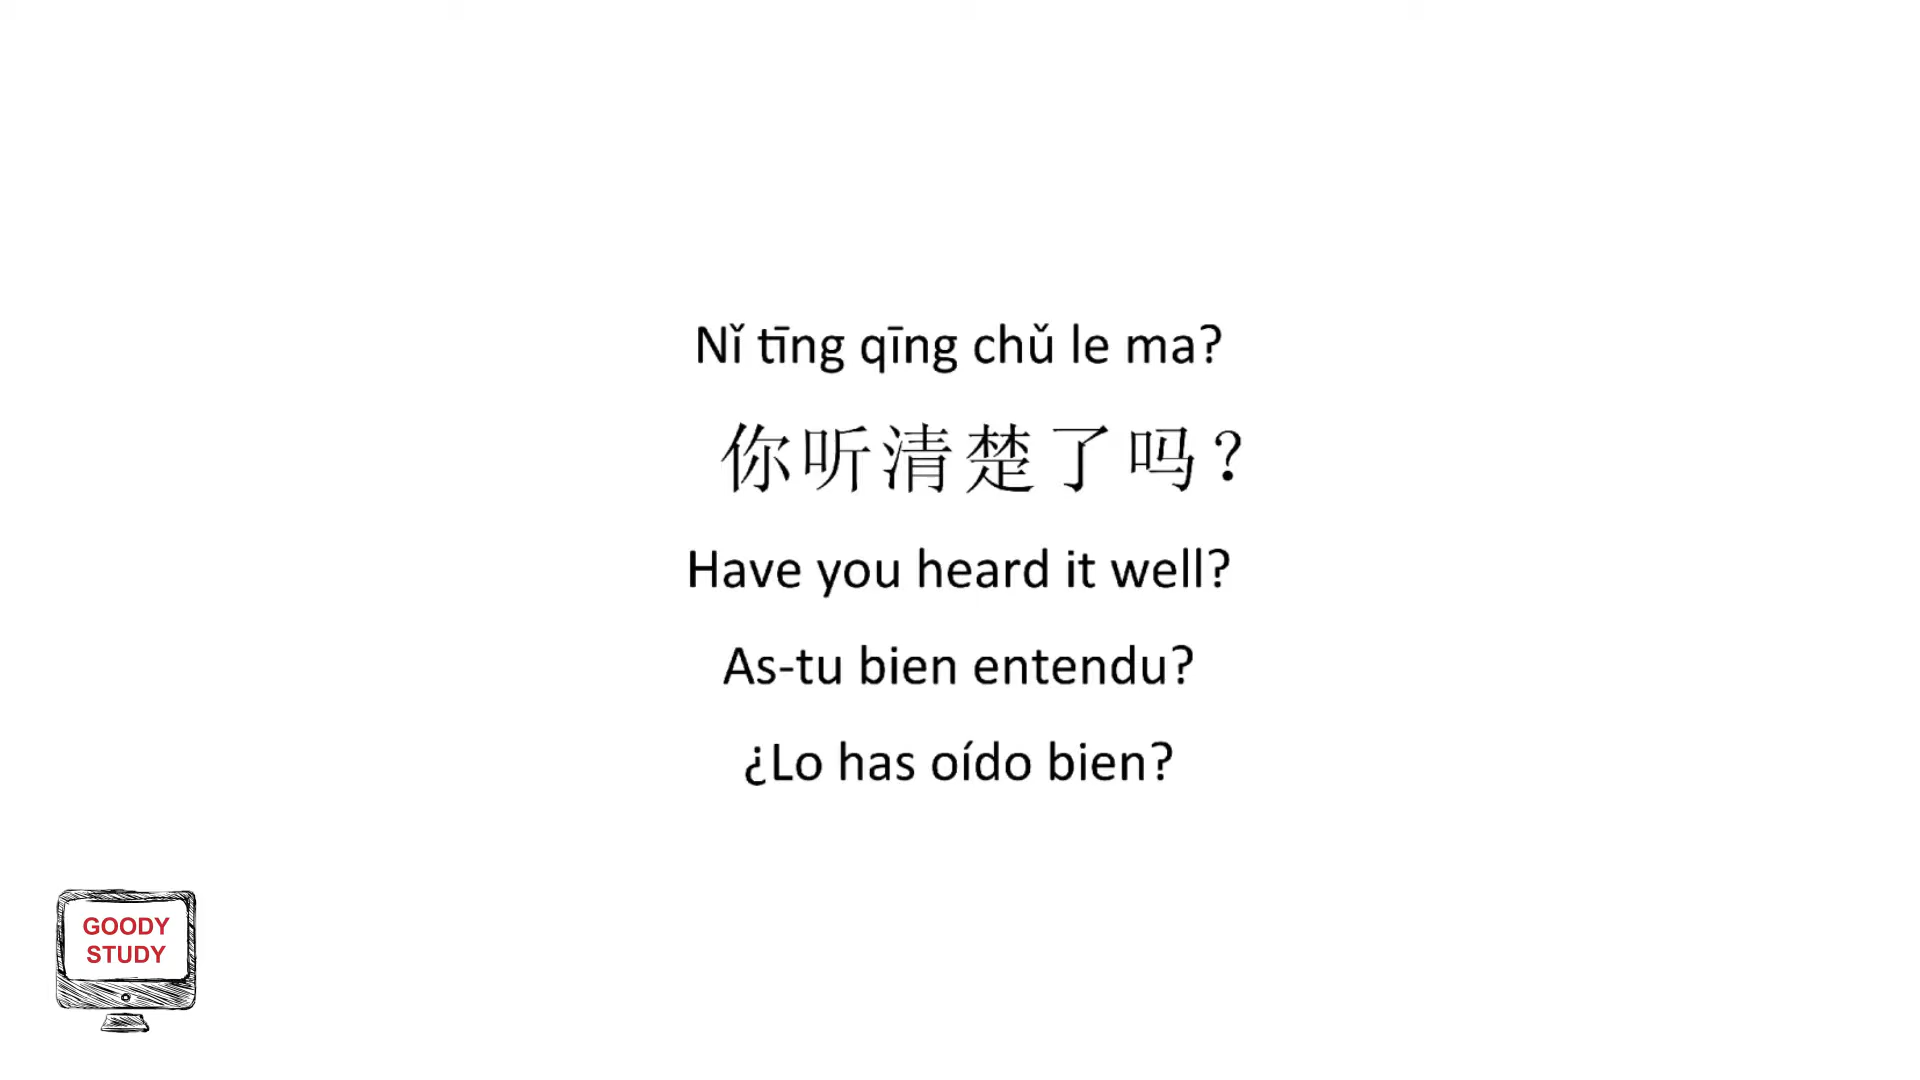 Nǐ tīng qīng chǔ le ma?
你听清楚了吗？
Have you heard it well?
As-tu bien entendu?
¿Lo has oído bien?
GOODY
STUDY